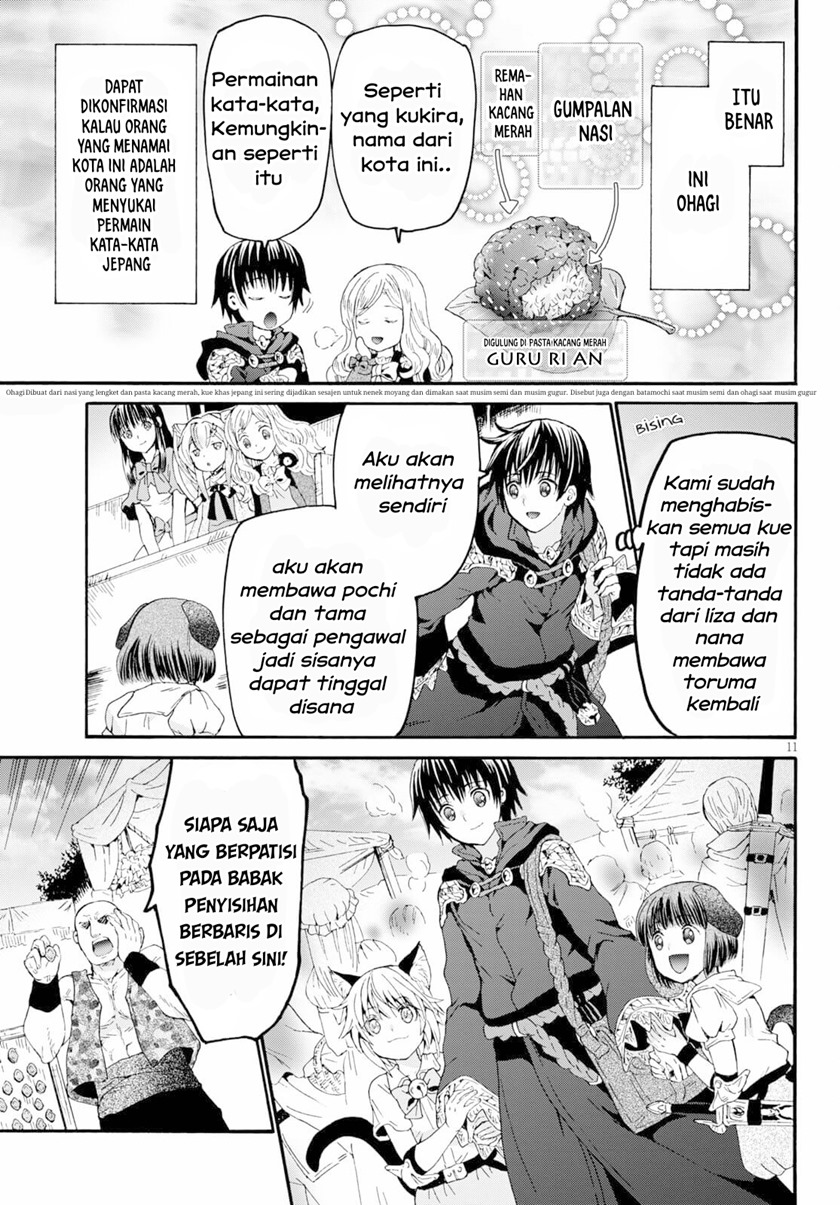 ITU
BENAR
INI
OHAGI
GUMPALAN
NASI
REMA-
HAN
KACANG
MERAH
DIGULUNG DI PASTA KACANG MERAH
GURU RI AN
Seperti
yang kukira,
nama dari
kota ini..
Permainan
kata-kata,
Kemungkin-
an seperti
itu
DAPAT
DIKONFIRMASI
KALAU ORANG
YANG MENAMAI
KOTA INI ADALAH
ORANG YANG
MENYUKAI
PERMAIN
KATA-KATA
JEPANG
Ohagi:Dibuat dari nasi yang lengket dan pasta kacang merah, kue khas jepang ini sering dijadikan sesajen untuk nenek moyang dan dimakan saat musim semi dan musim gugur. Disebut juga dengan batamochi saat musim semi dan ohagi saat musim gugur
BISING
Kami sudah
menghabis-
kan semua kue
tapi masih
tidak ada
tanda-tanda
dari liza dan
nana
membawa
toruma
kembali
Aku akan
melihatnya
sendiri
aku akan
membawa pochi
dan tama
sebagai pengawal
jadi sisanya
dapat tinggal
disana
11
SIAPA SAJA
YANG BERPATISI
PADA BABAK
PENYISIHAN
BERBARIS DI
SEBELAH SINI!